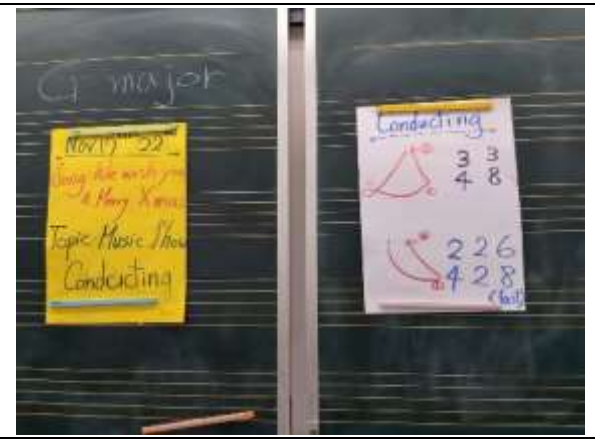 G major
Nov 17 '22
Song We wish you
a Merry Xmas
Topic Music Show
Conducting
Conducting
3 3
4 8
2 2 6
4 2 8
(fast)